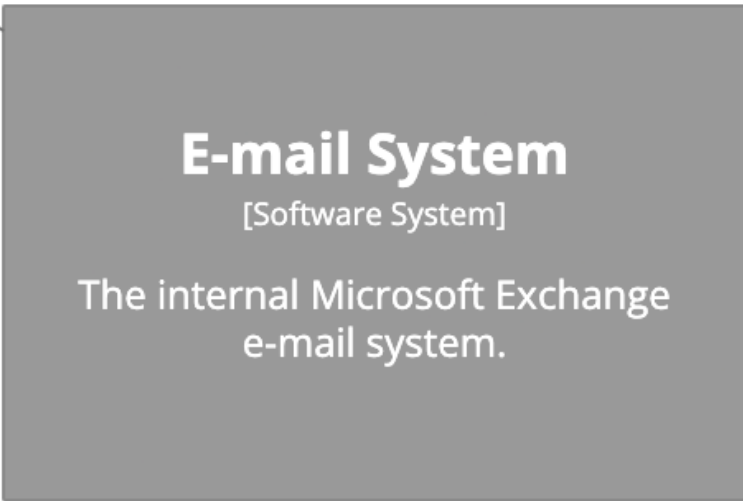 E-mail System
[Software System]
The internal Microsoft Exchange
e-mail system.